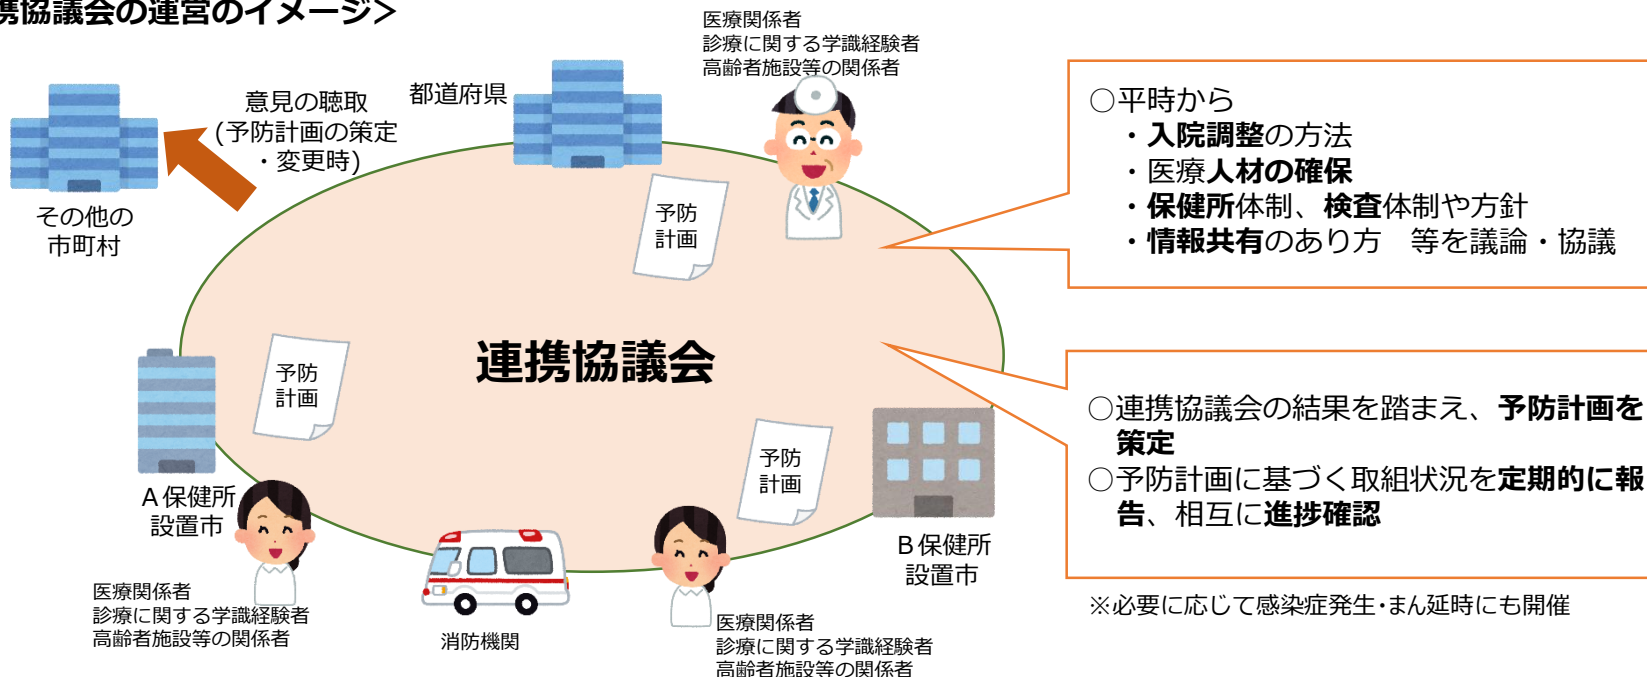 携協議会の運営のイメージ>
医療関係者
診療に関する学識経験者
高齢者施設等の関係者
都道府県
意見の聴取
(予防計画の策定
・変更時)
その他の
市町村
予防
計画
○平時から
・入院調整の方法
・医療人材の確保
・保健所体制、検査体制や方針
・情報共有のあり方　等を議論・協議
連携協議会
予防
計画
予防
計画
A保健所
設置市
B保健所
設置市
○連携協議会の結果を踏まえ、予防計画を
策定
○予防計画に基づく取組状況を定期的に報
告、相互に進捗確認
※必要に応じて感染症発生・まん延時にも開催
医療関係者
診療に関する学識経験者
高齢者施設等の関係者
消防機関
医療関係者
診療に関する学識経験者
高齢者施設等の関係者